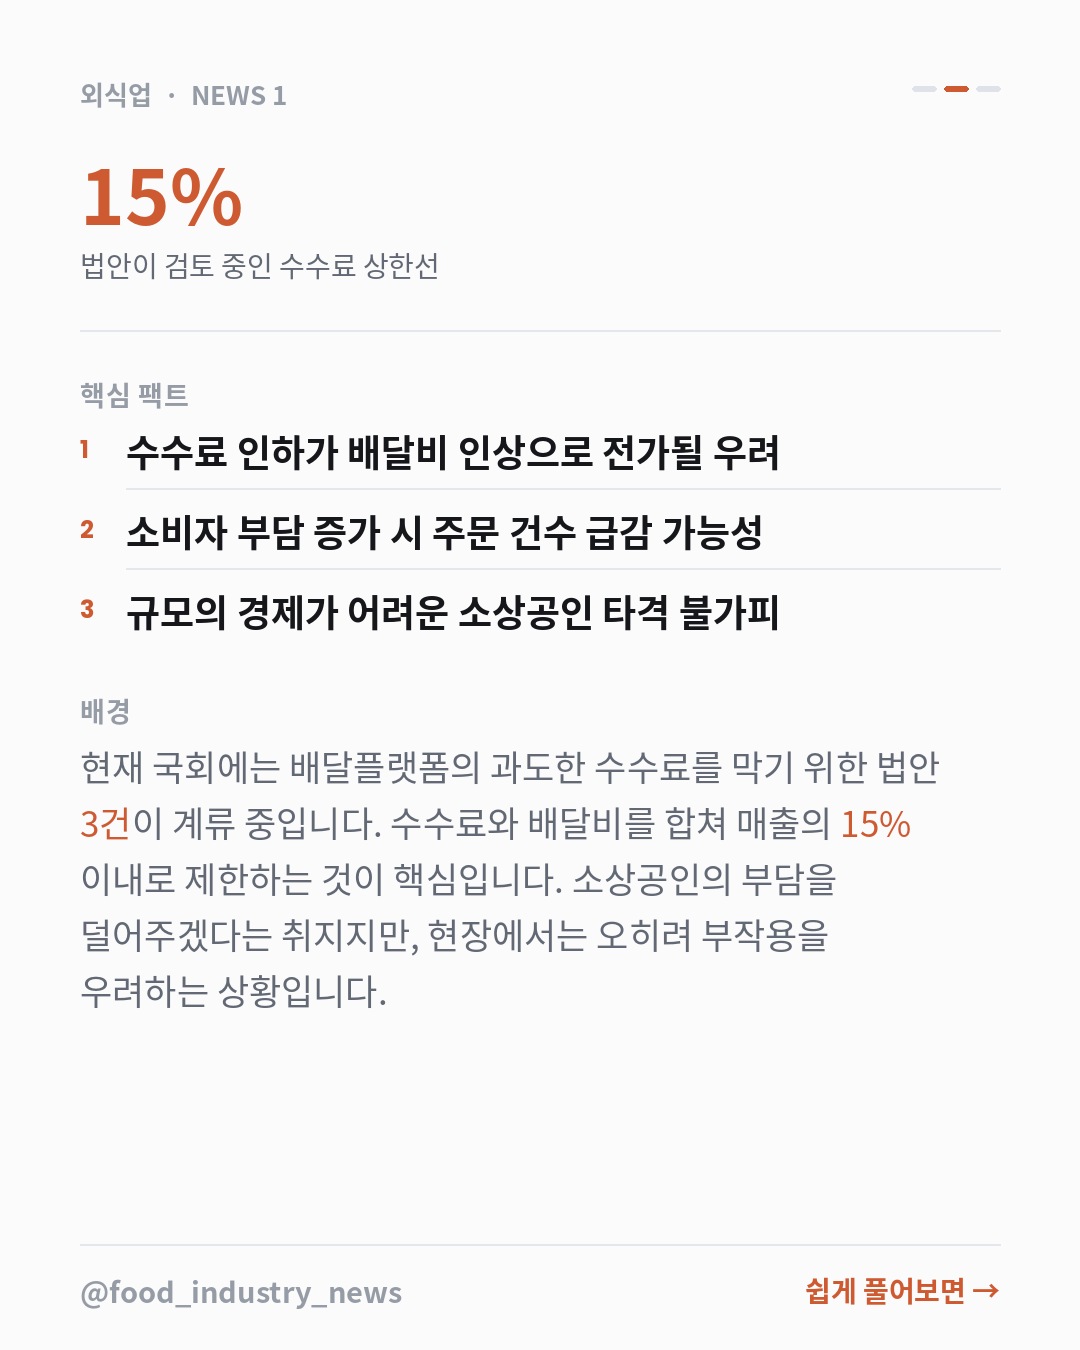 외식업 · NEWS 1
15%
법안이 검토 중인 수수료 상한선
핵심 팩트
1 수수료 인하가 배달비 인상으로 전가될 우려
2 소비자 부담 증가 시 주문 건수 급감 가능성
3 규모의 경제가 어려운 소상공인 타격 불가피
배경
현재 국회에는 배달플랫폼의 과도한 수수료를 막기 위한 법안
3건이 계류 중입니다. 수수료와 배달비를 합쳐 매출의 15%
이내로 제한하는 것이 핵심입니다. 소상공인의 부담을
덜어주겠다는 취지지만, 현장에서는 오히려 부작용을
우려하는 상황입니다.
@food_industry_news
쉽게 풀어보면 →